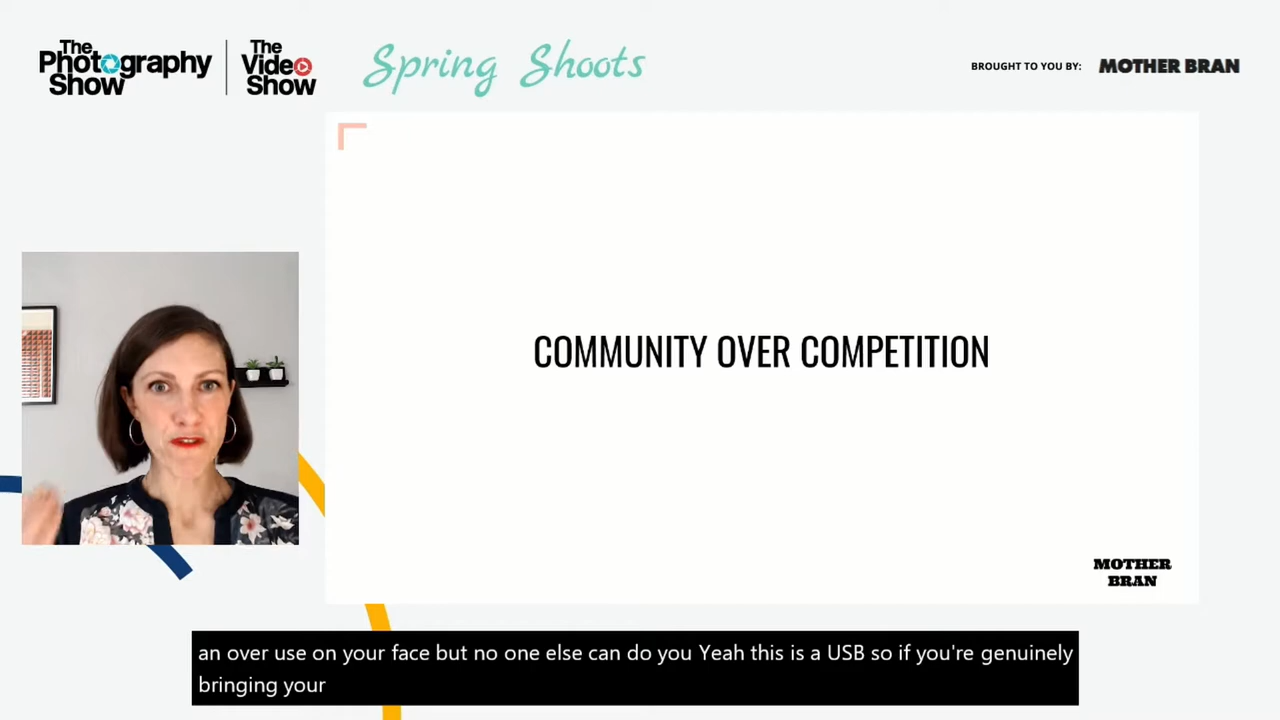 The
Photography
Show
The
Video
Show
Spring Shoots
BROUGHT TO YOU BY:
MOTHER BRAN
COMMUNITY OVER COMPETITION
MOTHER
BRAN
an over use on your face but no one else can do you Yeah this is a USB so if you're genuinely
bringing your